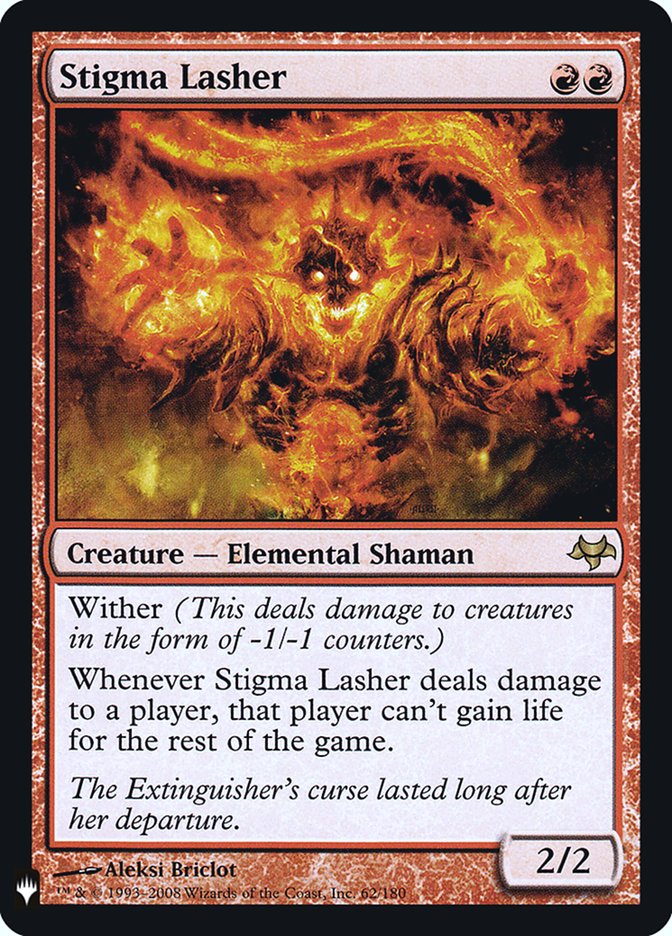 Stigma Lasher
Creature — Elemental Shaman
Wither (This deals damage to creatures
in the form of -1/-1 counters.)
Whenever Stigma Lasher deals damage
to a player, that player can't gain life
for the rest of the game.
The Extinguisher's curse lasted long after
her departure.
2/2
Aleksi Briclot
™ & © 1993–2008 Wizards of the Coast, Inc. 62/180